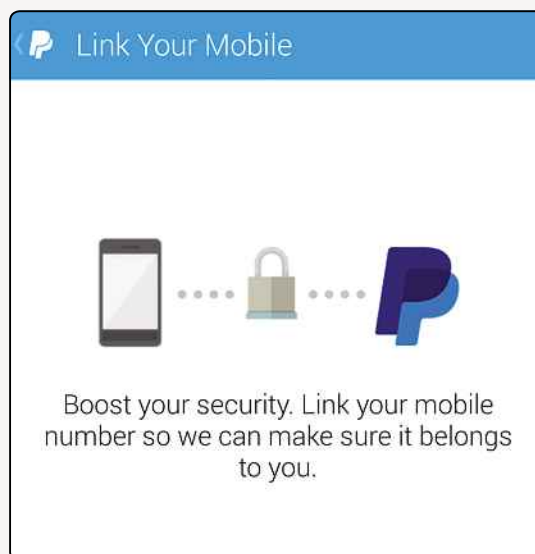 Link Your Mobile
Boost your security. Link your mobile
number so we can make sure it belongs
to you.